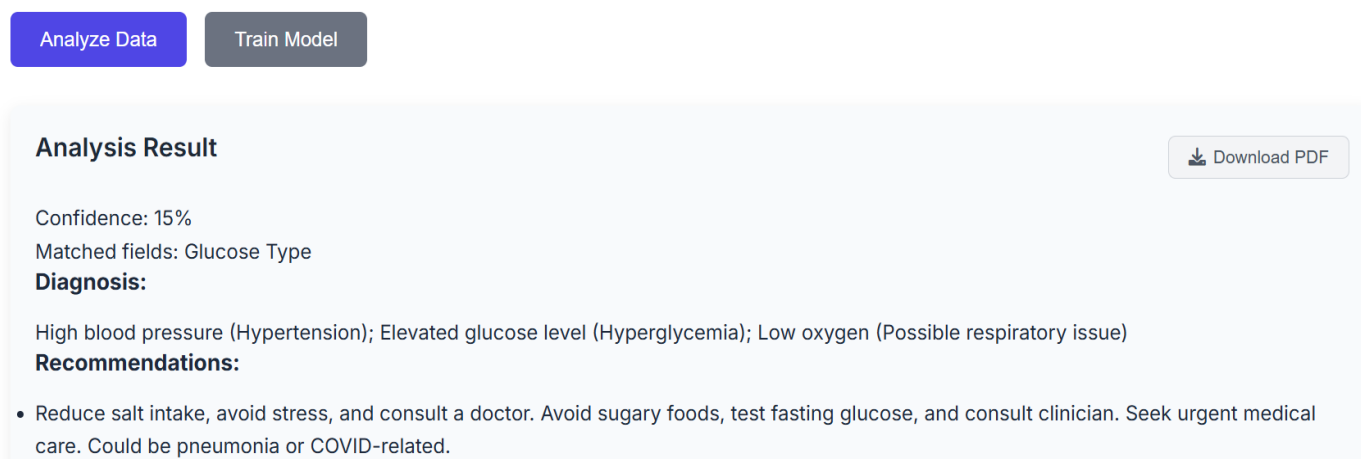 Analyze Data
Train Model
Analysis Result
Download PDF
Confidence: 15%
Matched fields: Glucose Type
Diagnosis:
High blood pressure (Hypertension); Elevated glucose level (Hyperglycemia); Low oxygen (Possible respiratory issue)
Recommendations:
• Reduce salt intake, avoid stress, and consult a doctor. Avoid sugary foods, test fasting glucose, and consult clinician. Seek urgent medical
care. Could be pneumonia or COVID-related.